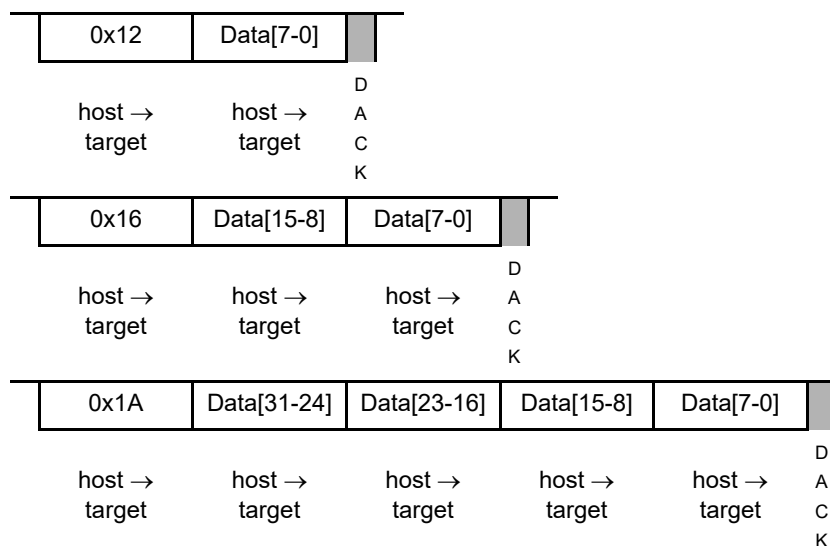 0x12 Data[7-0]
D
host → host → A
target target C
K
0x16 Data[15-8] Data[7-0]
D
host → host → host → A
target target target C
K
0x1A Data[31-24] Data[23-16] Data[15-8] Data[7-0]
D
host → host → host → host → host → A
target target target target target C
K